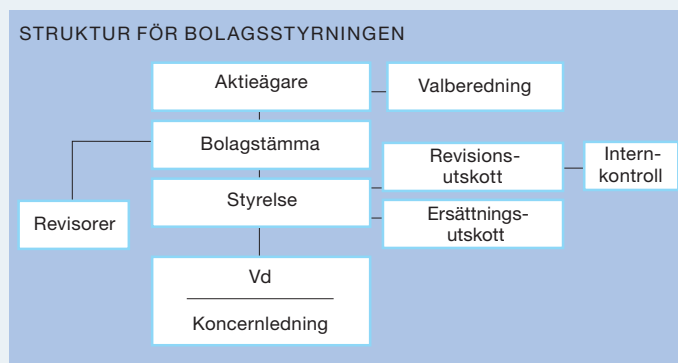 STRUKTUR FÖR BOLAGSSTYRNINGEN
Aktieägare
Valberedning
Bolagstämma
Revisions-
utskott
Intern-
kontroll
Styrelse
Revisorer
Ersättnings-
utskott
Vd
Koncernledning